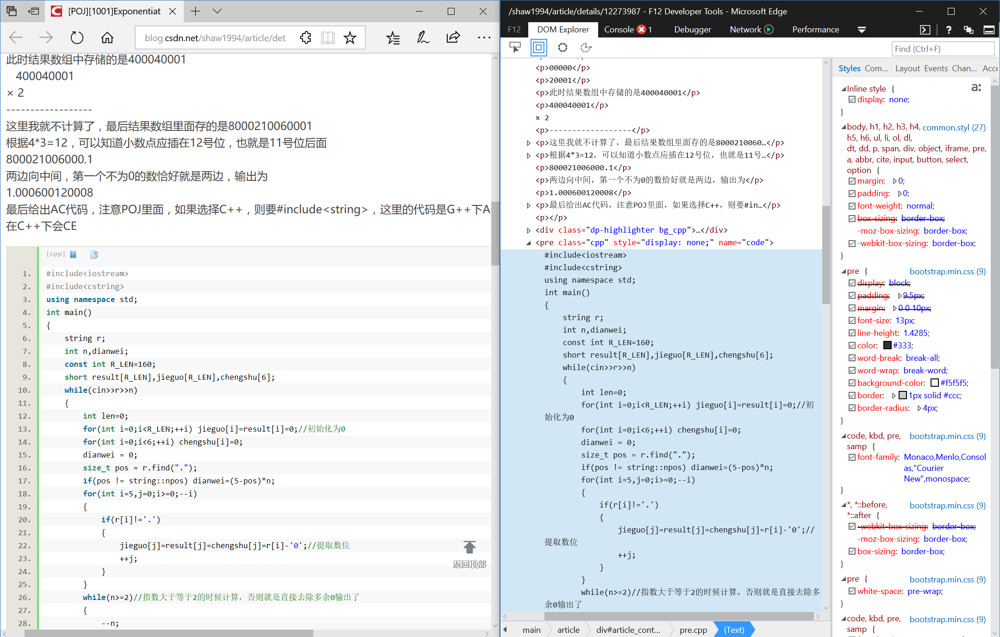 [POJ][1001]Exponentiat
blog.csdn.net/shaw1994/article/det
此时结果数组中存储的是400040001
400040001
× 2
------------------
这里我就不计算了，最后结果数组里面存的是8000210060001
根据4*3=12，可以知道小数点应插在12号位，也就是11号位后面
800021006000.1
两边向中间，第一个不为0的数恰好就是两边，输出为
1.000600120008
最后给出AC代码，注意POJ里面，如果选择C++，则要#include<string>，这里的代码是G++下A
在C++下会CE
[cpp]
1. #include<iostream>
2. #include<cstring>
3. using namespace std;
4. int main()
5. {
6. string r;
7. int n,dianwei;
8. const int R_LEN=160;
9. short result[R_LEN],jieguo[R_LEN],chengshu[6];
10. while(cin>>r>>n)
11. {
12. int len=0;
13. for(int i=0;i<R_LEN;++i) jieguo[i]=result[i]=0;//初始化为0
14. for(int i=0;i<6;++i) chengshu[i]=0;
15. dianwei = 0;
16. size_t pos = r.find(".");
17. if(pos != string::npos) dianwei=(5-pos)*n;
18. for(int i=5,j=0;i>=0;--i)
19. {
20. if(r[i]!='.')
21. {
22. jieguo[j]=result[j]=chengshu[j]=r[i]-'0';//提取数位
23. ++j;
24. }
25. }
26. while(n>=2)//指数大于等于2的时候计算，否则就是直接去除多余0输出了
27. {
28. --n;
返回顶部
/shaw1994/article/details/12273987 - F12 Developer Tools - Microsoft Edge
F12 DOM Explorer Console 1 Debugger Network Performance ?
Find (Ctrl+F)
<p>00000</p>
<p>20001</p>
<p>此时结果数组中存储的是400040001</p>
<p>400040001</p>
× 2
<p>------------------</p>
<p>这里我就不计算了，最后结果数组里面存的是8000210060…</p>
<p>根据4*3=12，可以知道小数点应插在12号位，也就是11号…</p>
<p>800021006000.1</p>
<p>两边向中间，第一个不为0的数恰好就是两边，输出为</p>
<p>1.000600120008</p>
<p>最后给出AC代码，注意POJ里面，如果选择C++，则要#in…</p>
<p></p>
<div class="dp-highlighter bg_cpp">…</div>
<pre class="cpp" style="display: none;" name="code">
#include<iostream>
#include<cstring>
using namespace std;
int main()
{
string r;
int n,dianwei;
const int R_LEN=160;
short result[R_LEN],jieguo[R_LEN],chengshu[6];
while(cin>>r>>n)
{
int len=0;
for(int i=0;i<R_LEN;++i) jieguo[i]=result[i]=0;//初
始化为0
for(int i=0;i<6;++i) chengshu[i]=0;
dianwei = 0;
size_t pos = r.find(".");
if(pos != string::npos) dianwei=(5-pos)*n;
for(int i=5,j=0;i>=0;--i)
{
if(r[i]!='.')
{
jieguo[j]=result[j]=chengshu[j]=r[i]-'0';//
提取数位
++j;
}
}
while(n>=2)//指数大于等于2的时候计算，否则就是直接去除多
余0输出了
main article div#article_cont... pre.cpp (Text)
Styles Com... Layout Events Chan... Acce
Inline style {
a:
display: none;
}
body, h1, h2, h3, h4, common.styl (27)
h5, h6, ul, li, ol, dl,
dt, dd, p, span, div, object, iframe, pre,
a, abbr, cite, input, button, select,
option {
margin: 0;
padding: 0;
font-weight: normal;
box-sizing: border-box;
-moz-box-sizing: border-box;
-webkit-box-sizing: border-box;
}
pre { bootstrap.min.css (9)
display: block;
padding: 9.5px;
margin: 0 0 10px;
font-size: 13px;
line-height: 1.4285;
color: #333;
word-break: break-all;
word-wrap: break-word;
background-color: #f5f5f5;
border: 1px solid #ccc;
border-radius: 4px;
}
code, kbd, pre, bootstrap.min.css (9)
samp {
font-family: Monaco,Menlo,Consol
as,"Courier
New",monospace;
}
*, *::before, bootstrap.min.css (9)
*::after {
-webkit-box-sizing: border-box;
-moz-box-sizing: border-box;
box-sizing: border-box;
}
pre { bootstrap.min.css (9)
white-space: pre-wrap;
}
code, kbd, pre, bootstrap.min.css (9)
samp {